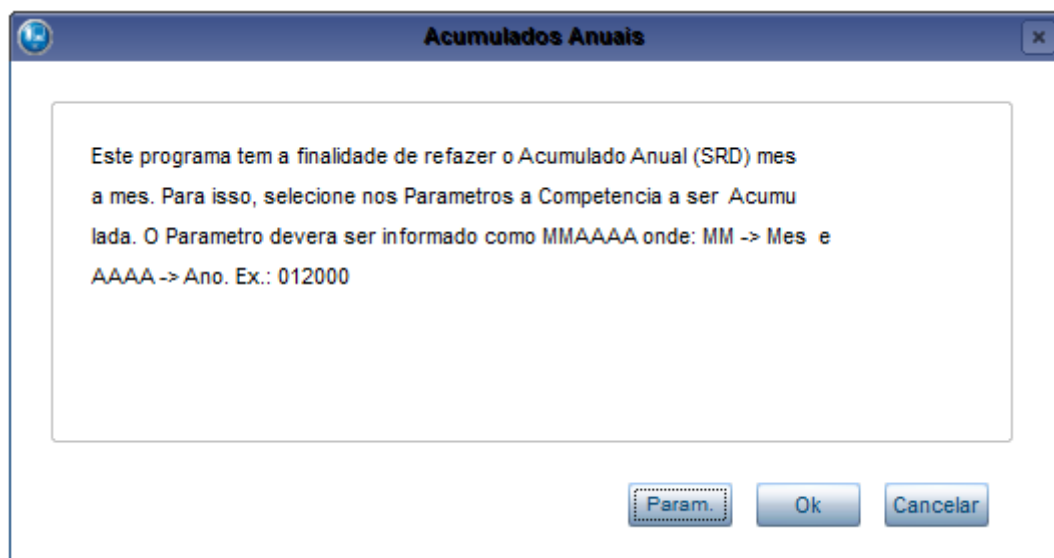 Acumulados Anuais
Este programa tem a finalidade de refazer o Acumulado Anual (SRD) mes
a mes. Para isso, selecione nos Parametros a Competencia a ser Acumu
lada. O Parametro devera ser informado como MMAAAA onde: MM -> Mes e
AAAA -> Ano. Ex.: 012000
Param. Ok Cancelar